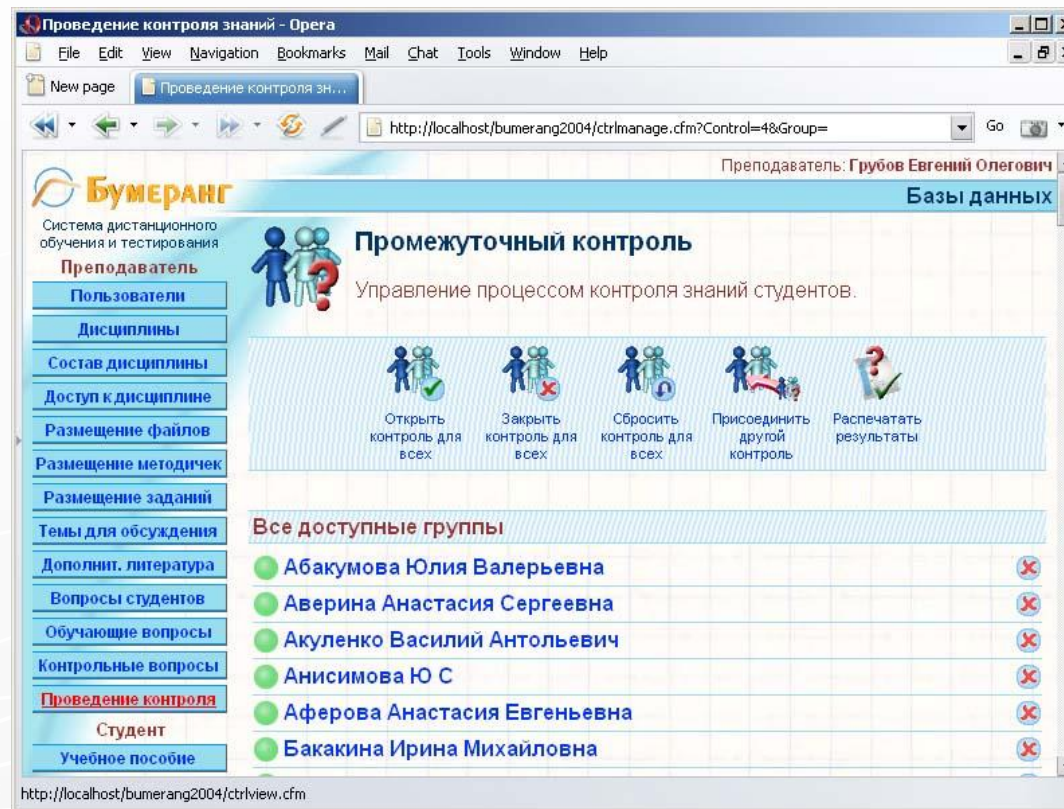 Проведение контроля знаний - Opera
File Edit View Navigation Bookmarks Mail Chat Tools Window Help
New page Проведение контроля зн...
http://localhost/bumerang2004/ctrlmanage.cfm?Control=4&Group= Go
Преподаватель: Грубов Евгений Олегович
Бумеранг
Базы данных
Система дистанционного
обучения и тестирования
Преподаватель
Пользователи
Дисциплины
Состав дисциплины
Доступ к дисциплине
Размещение файлов
Размещение методичек
Размещение заданий
Темы для обсуждения
Дополнит. литература
Вопросы студентов
Обучающие вопросы
Контрольные вопросы
Проведение контроля
Студент
Учебное пособие
Промежуточный контроль
Управление процессом контроля знаний студентов.
Открыть
контроль для
всех
Закрыть
контроль для
всех
Сбросить
контроль для
всех
Присоединить
другой
контроль
Распечатать
результаты
Все доступные группы
Абакумова Юлия Валерьевна
Аверина Анастасия Сергеевна
Акуленко Василий Антольевич
Анисимова Ю С
Аферова Анастасия Евгеньевна
Бакакина Ирина Михайловна
http://localhost/bumerang2004/ctrlview.cfm